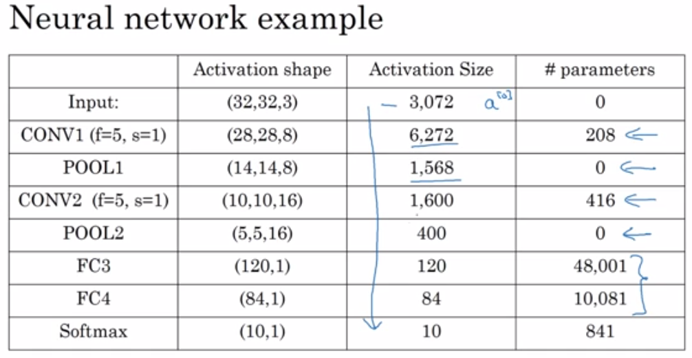 Neural network example
Activation shape Activation Size # parameters
Input: (32,32,3) – 3,072 a[0] 0
CONV1 (f=5, s=1) (28,28,8) 6,272 208 ←
POOL1 (14,14,8) 1,568 0 ←
CONV2 (f=5, s=1) (10,10,16) 1,600 416 ←
POOL2 (5,5,16) 400 0 ←
FC3 (120,1) 120 48,001 }
FC4 (84,1) 84 10,081
Softmax (10,1) 10 841